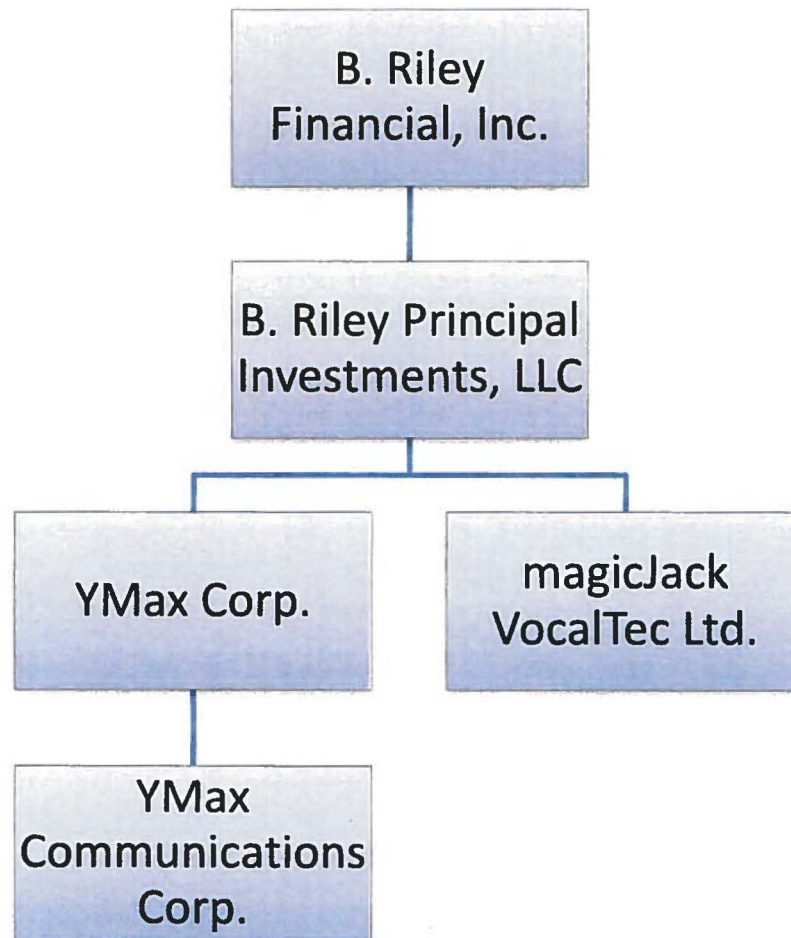 B. Riley
Financial, Inc.
B. Riley Principal
Investments, LLC
YMax Corp.
magicJack
VocalTec Ltd.
YMax
Communications
Corp.